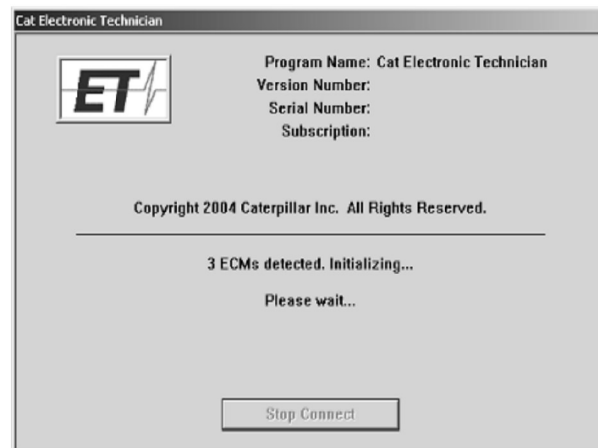 Cat Electronic Technician
ET
Program Name: Cat Electronic Technician
Version Number:
Serial Number:
Subscription:
Copyright 2004 Caterpillar Inc. All Rights Reserved.
3 ECMs detected. Initializing...
Please wait...
Stop Connect